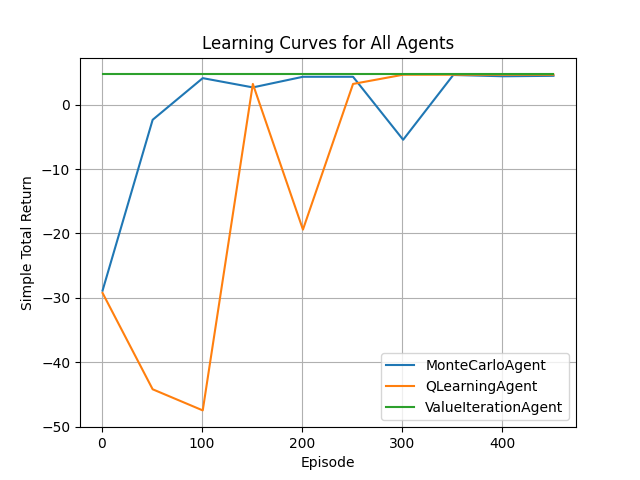 Learning Curves for All Agents
Simple Total Return
0
−10
−20
−30
−40
−50
0
100
200
300
400
Episode
MonteCarloAgent
QLearningAgent
ValueIterationAgent